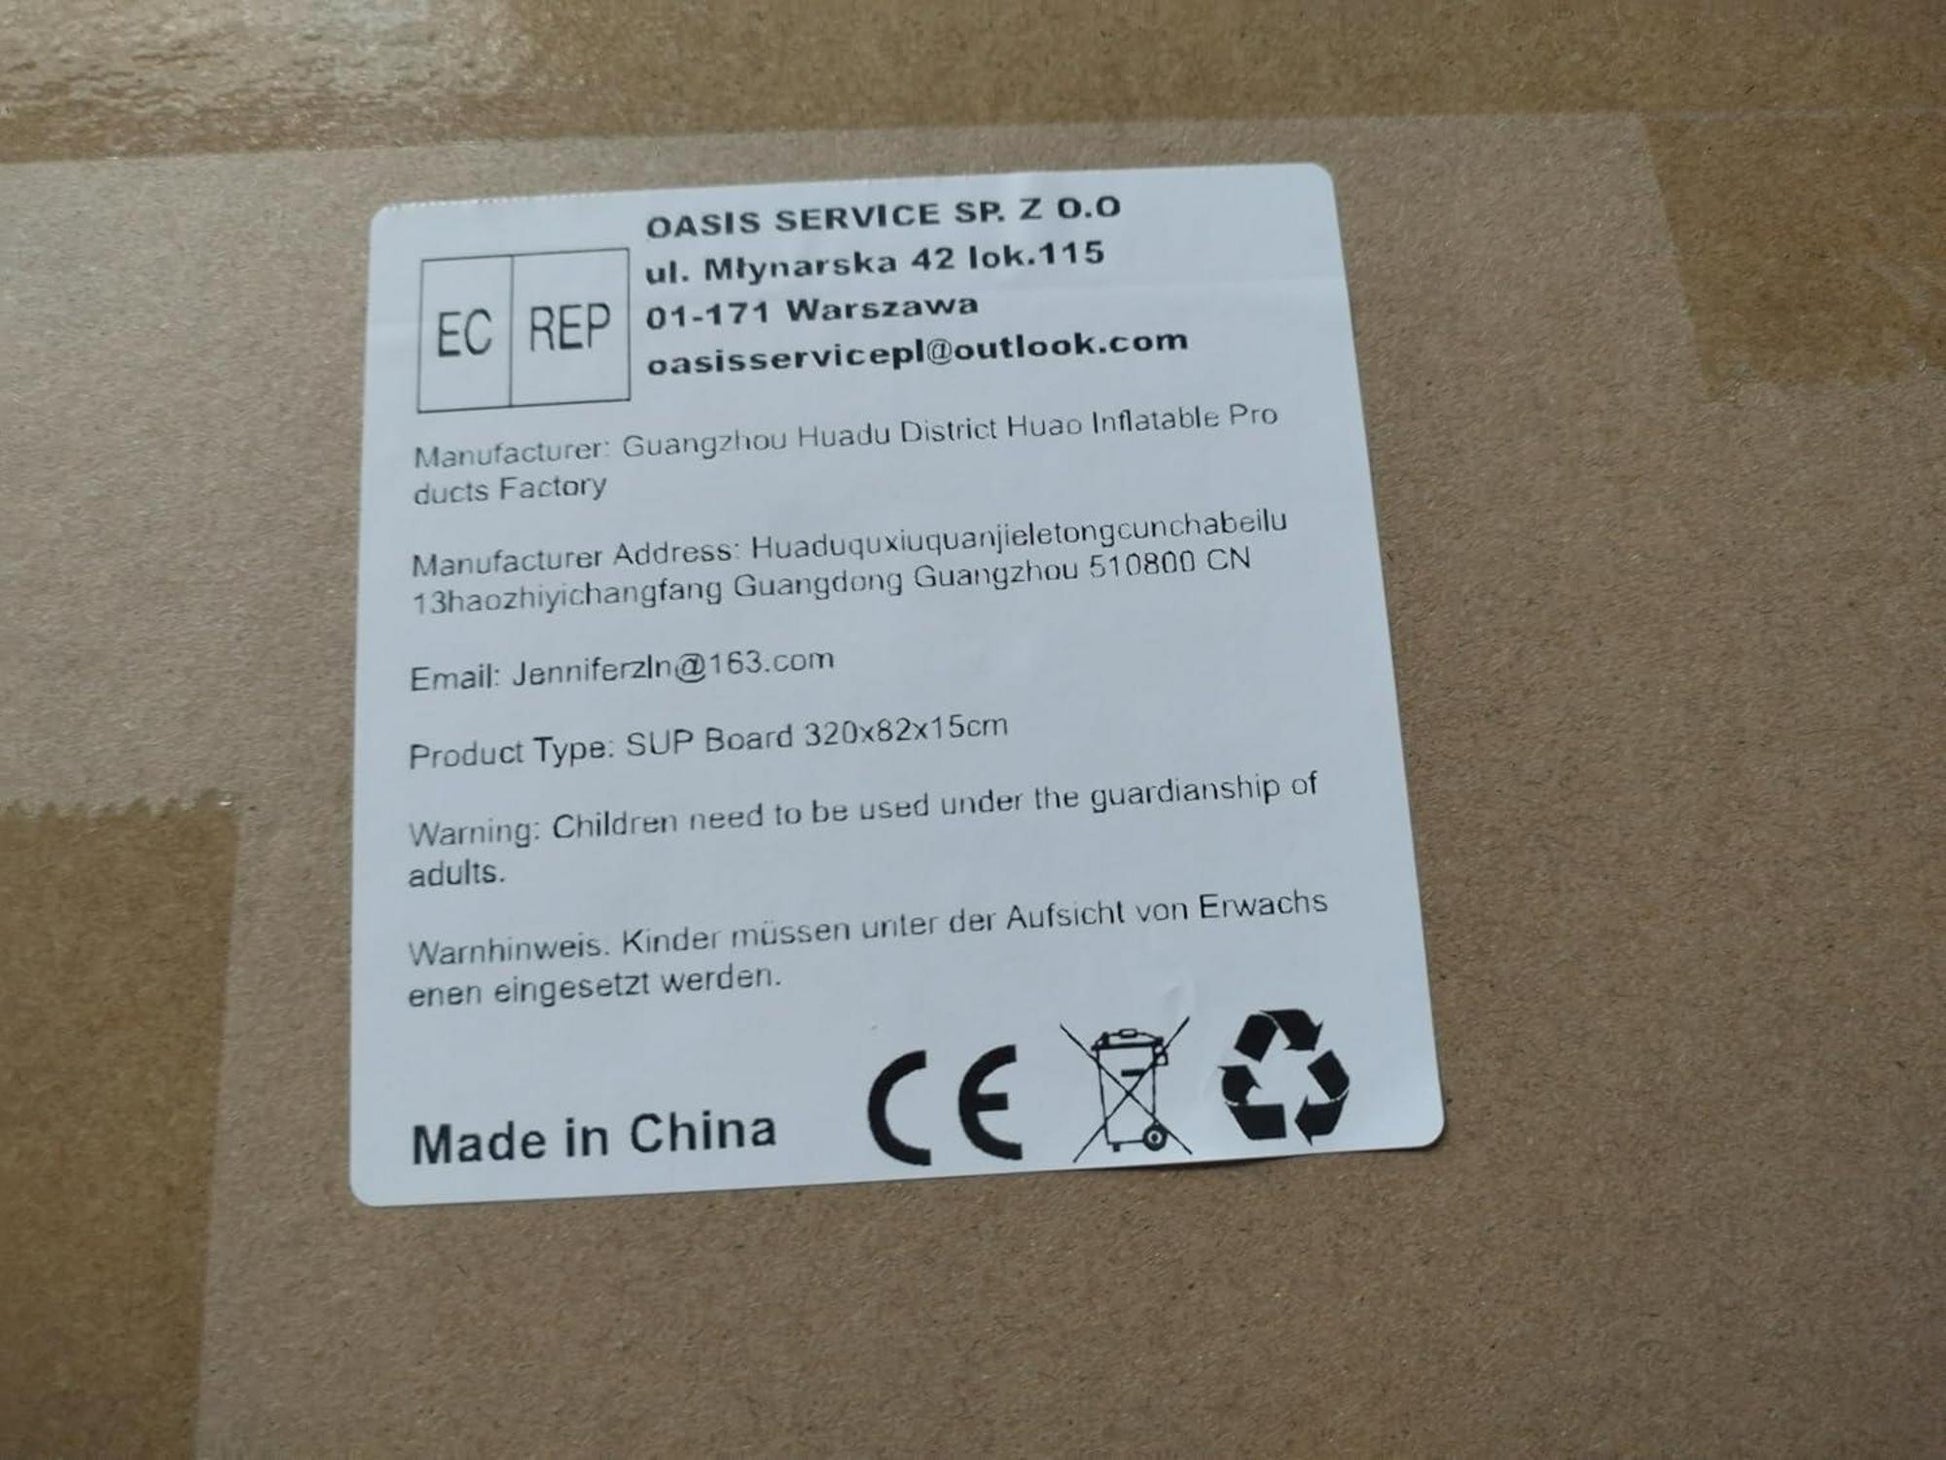 OASIS SERVICE SP. Z O.O
ul. Młynarska 42 lok.115
01-171 Warszawa
oasisservicepl@outlook.com
EC REP
Manufacturer: Guangzhou Huadu District Huao Inflatable Pro
ducts Factory
Manufacturer Address: Huaduquxiuquanjieletongcunchabeilu
13haozhiyichangfang Guangdong Guangzhou 510800 CN
Email: Jenniferzln@163.com
Product Type: SUP Board 320x82x15cm
Warning: Children need to be used under the guardianship of
adults.
Warnhinweis. Kinder müssen unter der Aufsicht von Erwachs
enen eingesetzt werden.
Made in China
CE